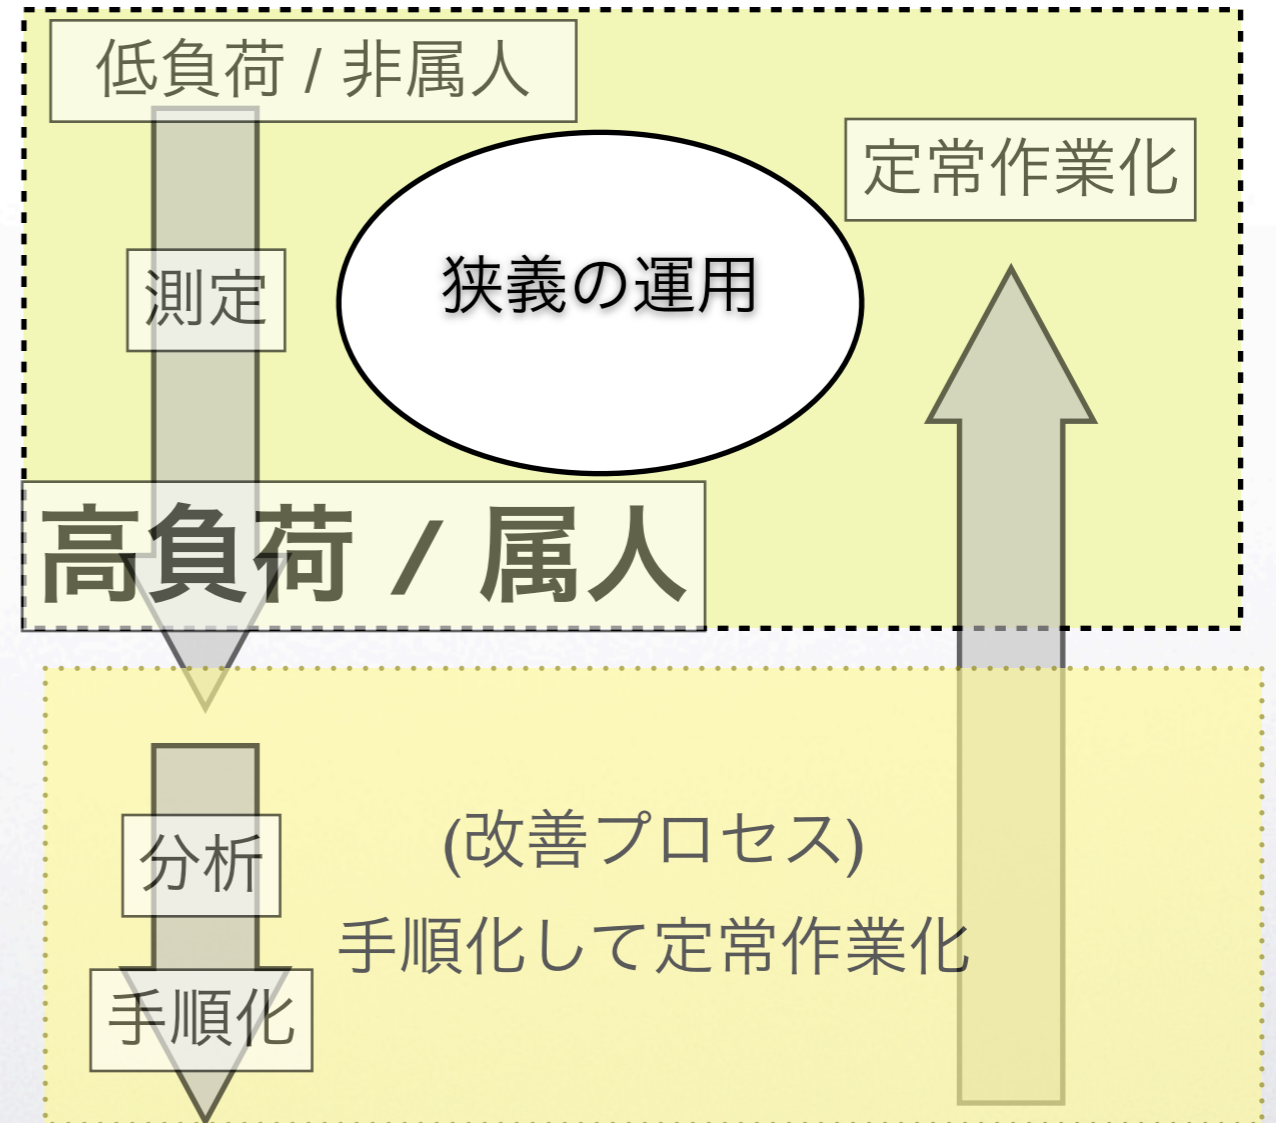 低負荷 / 非属人
定常作業化
測定
狭義の運用
高負荷 / 属人
分析
(改善プロセス)
手順化して定常作業化
手順化